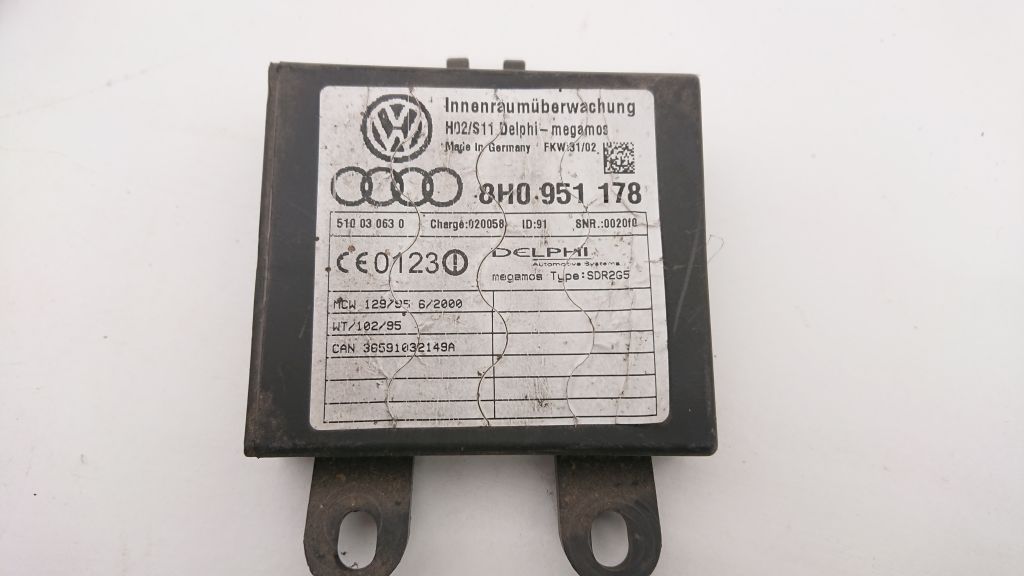 Innenraumüberwachung
H02/S11 Delphi-megamos
Made in Germany FKW:31/02
8H0 951 178
510 03 063 0 Charge:020058 ID:91 SNR.:0020f0
CE0123
DELPHI
Automotive Systems
megamos Type:SDR2G5
MCW 129/95 6/2000
WT/102/95
CAN 36591032149A